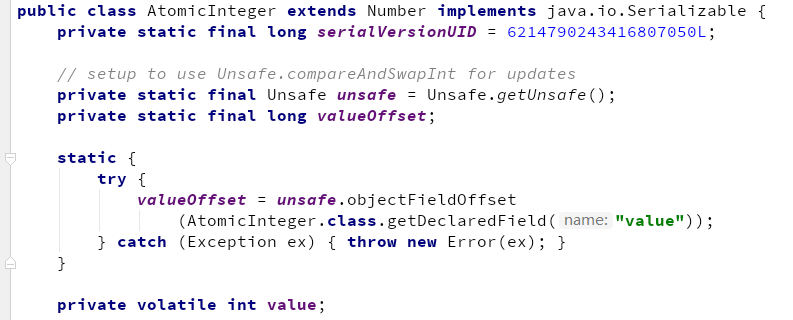 public class AtomicInteger extends Number implements java.io.Serializable {
private static final long serialVersionUID = 6214790243416807050L;
// setup to use Unsafe.compareAndSwapInt for updates
private static final Unsafe unsafe = Unsafe.getUnsafe();
private static final long valueOffset;
static {
try {
valueOffset = unsafe.objectFieldOffset
(AtomicInteger.class.getDeclaredField( name: "value"));
} catch (Exception ex) { throw new Error(ex); }
}
private volatile int value;